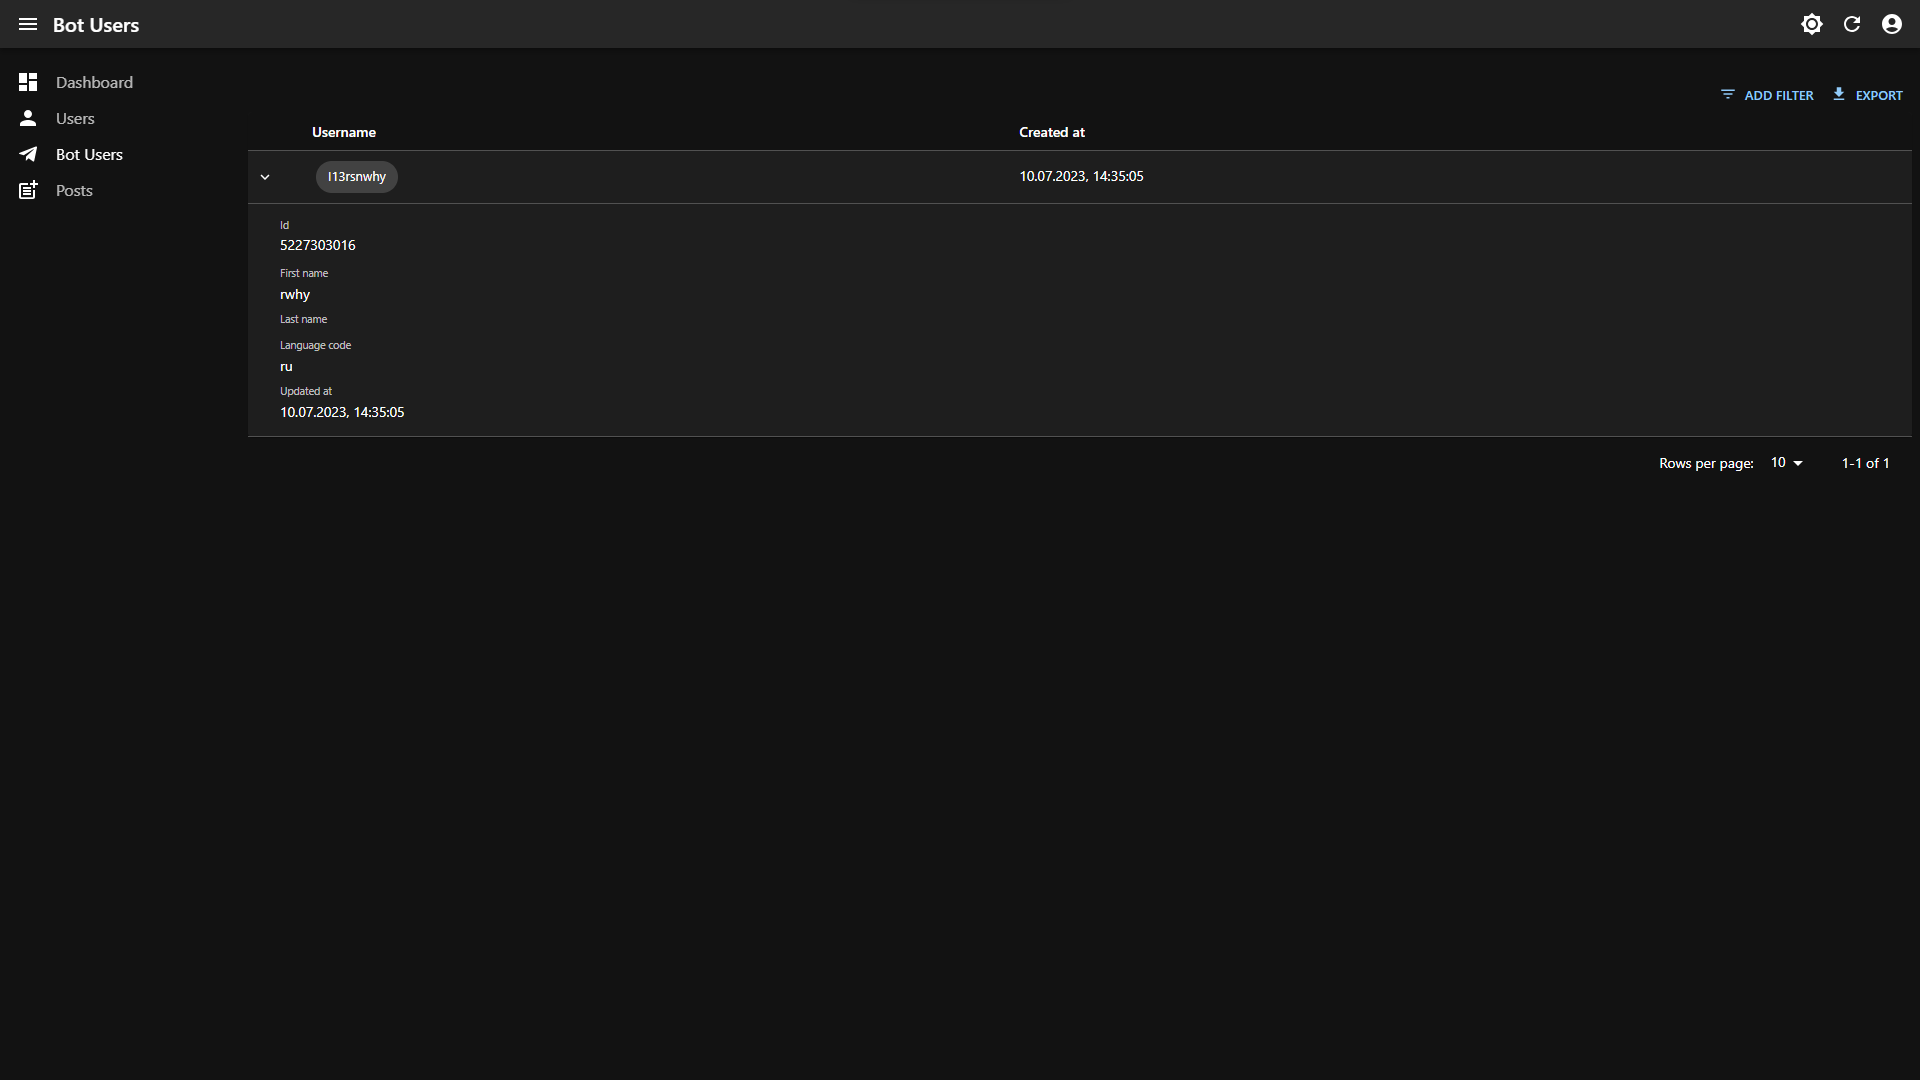 Bot Users
Dashboard
Users
Bot Users
Posts
ADD FILTER EXPORT
Username Created at
l13rsnwhy 10.07.2023, 14:35:05
Id
5227303016
First name
rwhy
Last name
Language code
ru
Updated at
10.07.2023, 14:35:05
Rows per page: 10 1-1 of 1